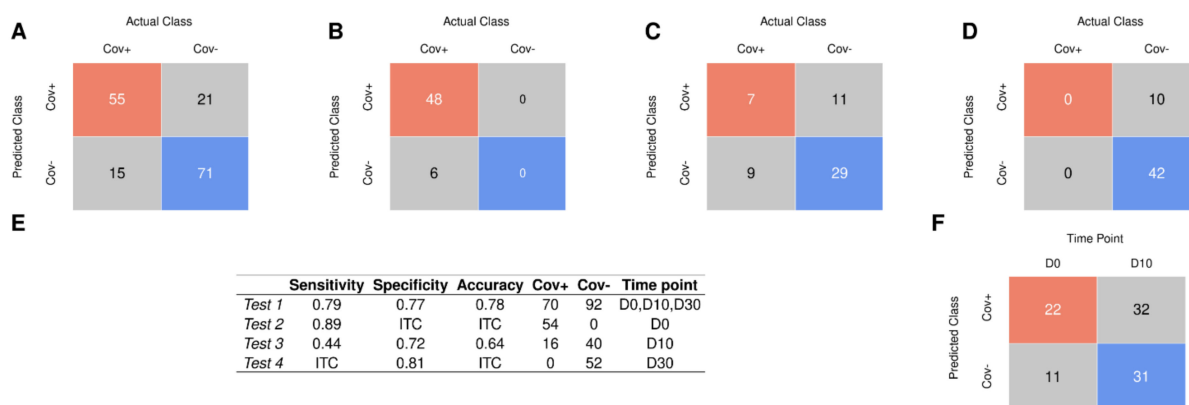 A
Actual Class
Cov+ Cov-
Predicted Class
Cov+
55 21
Cov-
15 71
B
Actual Class
Cov+ Cov-
Predicted Class
Cov+
48 0
Cov-
6 0
C
Actual Class
Cov+ Cov-
Predicted Class
Cov+
7 11
Cov-
9 29
D
Actual Class
Cov+ Cov-
Predicted Class
Cov+
0 10
Cov-
0 42
E
Sensitivity Specificity Accuracy Cov+ Cov- Time point
Test 1 0.79 0.77 0.78 70 92 D0,D10,D30
Test 2 0.89 ITC ITC 54 0 D0
Test 3 0.44 0.72 0.64 16 40 D10
Test 4 ITC 0.81 ITC 0 52 D30
F
Time Point
D0 D10
Predicted Class
Cov+
22 32
Cov-
11 31